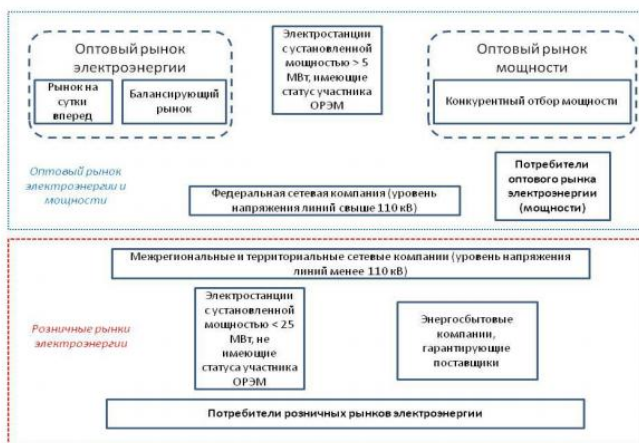 Оптовый рынок
электроэнергии
Рынок на
сутки
вперед
Балансирующий
рынок
Электростанции
с установленной
мощностью > 5
МВт, имеющие
статус участника
ОРЭМ
Оптовый рынок
мощности
Конкурентный отбор мощности
Оптовый рынок
электроэнергии и
мощности
Потребители
оптового рынка
электроэнергии
(мощности)
Федеральная сетевая компания (уровень
напряжения линий свыше 110 кВ)
Межрегиональные и территориальные сетевые компании (уровень напряжения
линий менее 110 кВ)
Розничные рынки
электроэнергии
Электростанции
с установленной
мощностью < 25
МВт, не
имеющие
статуса участника
ОРЭМ
Энергосбытовые
компании,
гарантирующие
поставщики
Потребители розничных рынков электроэнергии